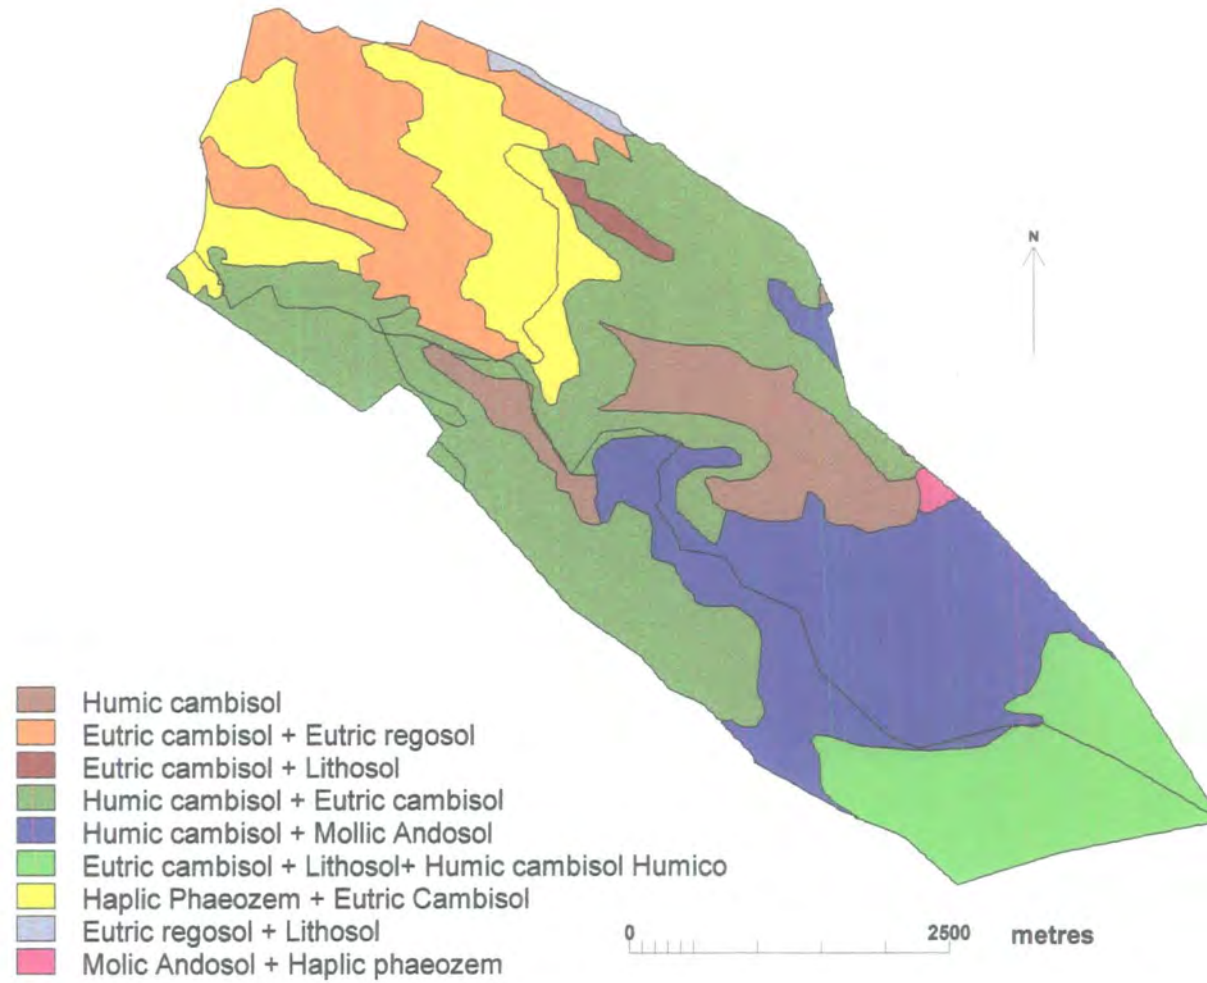 N
Humic cambisol
Eutric cambisol + Eutric regosol
Eutric cambisol + Lithosol
Humic cambisol + Eutric cambisol
Humic cambisol + Mollic Andosol
Eutric cambisol + Lithosol+ Humic cambisol Humico
Haplic Phaeozem + Eutric Cambisol
Eutric regosol + Lithosol
Molic Andosol + Haplic phaeozem
0 2500 metres